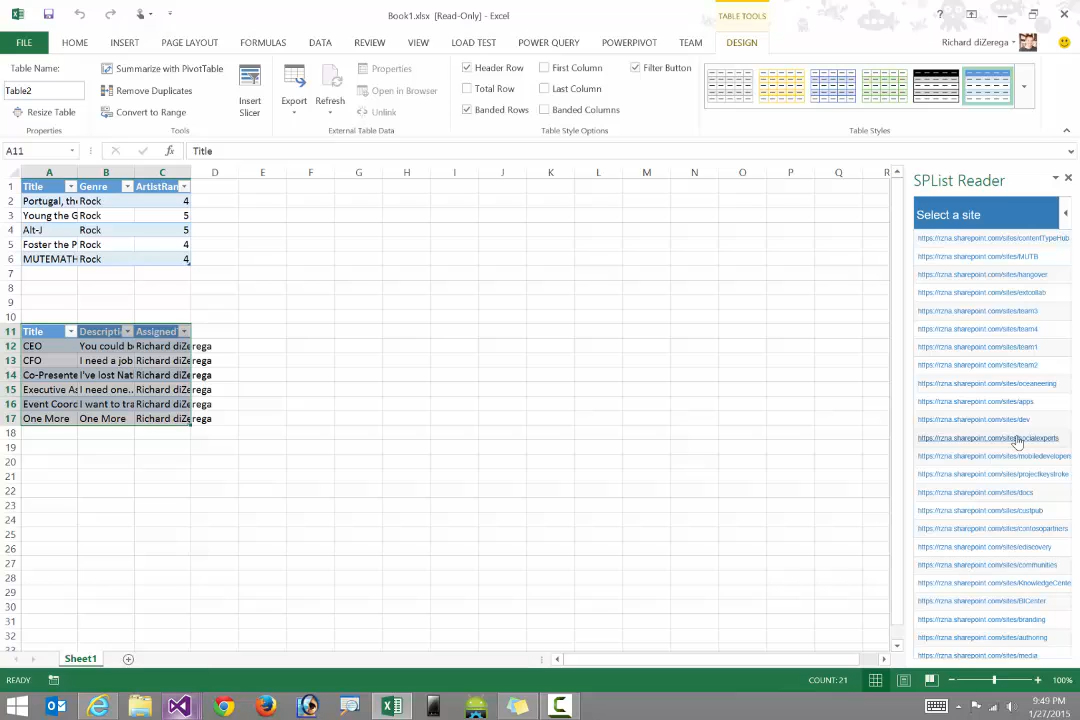 Book1.xlsx [Read-Only] - Excel
TABLE TOOLS
FILE HOME INSERT PAGE LAYOUT FORMULAS DATA REVIEW VIEW LOAD TEST POWER QUERY POWERPIVOT TEAM DESIGN
Richard diZerega
Table Name:
Table2
Resize Table
Properties
Summarize with PivotTable
Remove Duplicates
Convert to Range
Tools
Insert Slicer
Export
Refresh
Properties
Open in Browser
Unlink
External Table Data
Header Row
Total Row
Banded Rows
First Column
Last Column
Banded Columns
Filter Button
Table Style Options
Table Styles
A11
fx
Title
A B C D E F G H I J K L M N O P Q R
1 Title Genre ArtistRan
2 Portugal, the Rock 4
3 Young the G Rock 5
4 Alt-J Rock 5
5 Foster the P Rock 4
6 MUTEMATH Rock 4
7
8
9
10
11 Title Descripti Assigned
12 CEO You could b Richard diZerega
13 CFO I need a job Richard diZerega
14 Co-Presente I've lost Nat Richard diZerega
15 Executive As I need one.. Richard diZerega
16 Event Coord I want to tra Richard diZerega
17 One More One More Richard diZerega
18
19
20
21
22
23
24
25
26
27
28
29
30
31
32
33
SPList Reader
Select a site
https://rzna.sharepoint.com/sites/contentTypeHub
https://rzna.sharepoint.com/sites/MUTB
https://rzna.sharepoint.com/sites/hangover
https://rzna.sharepoint.com/sites/extcollab
https://rzna.sharepoint.com/sites/team3
https://rzna.sharepoint.com/sites/team4
https://rzna.sharepoint.com/sites/team1
https://rzna.sharepoint.com/sites/team2
https://rzna.sharepoint.com/sites/oceaneering
https://rzna.sharepoint.com/sites/apps
https://rzna.sharepoint.com/sites/dev
https://rzna.sharepoint.com/sites/socialexperts
https://rzna.sharepoint.com/sites/mobiledevelopers
https://rzna.sharepoint.com/sites/projectkeystroke
https://rzna.sharepoint.com/sites/docs
https://rzna.sharepoint.com/sites/custpub
https://rzna.sharepoint.com/sites/contosopartners
https://rzna.sharepoint.com/sites/ediscovery
https://rzna.sharepoint.com/sites/communities
https://rzna.sharepoint.com/sites/KnowledgeCente
https://rzna.sharepoint.com/sites/BICenter
https://rzna.sharepoint.com/sites/branding
https://rzna.sharepoint.com/sites/authoring
https://rzna.sharepoint.com/sites/media
Sheet1
READY
COUNT: 21
100%
9:49 PM
1/27/2015